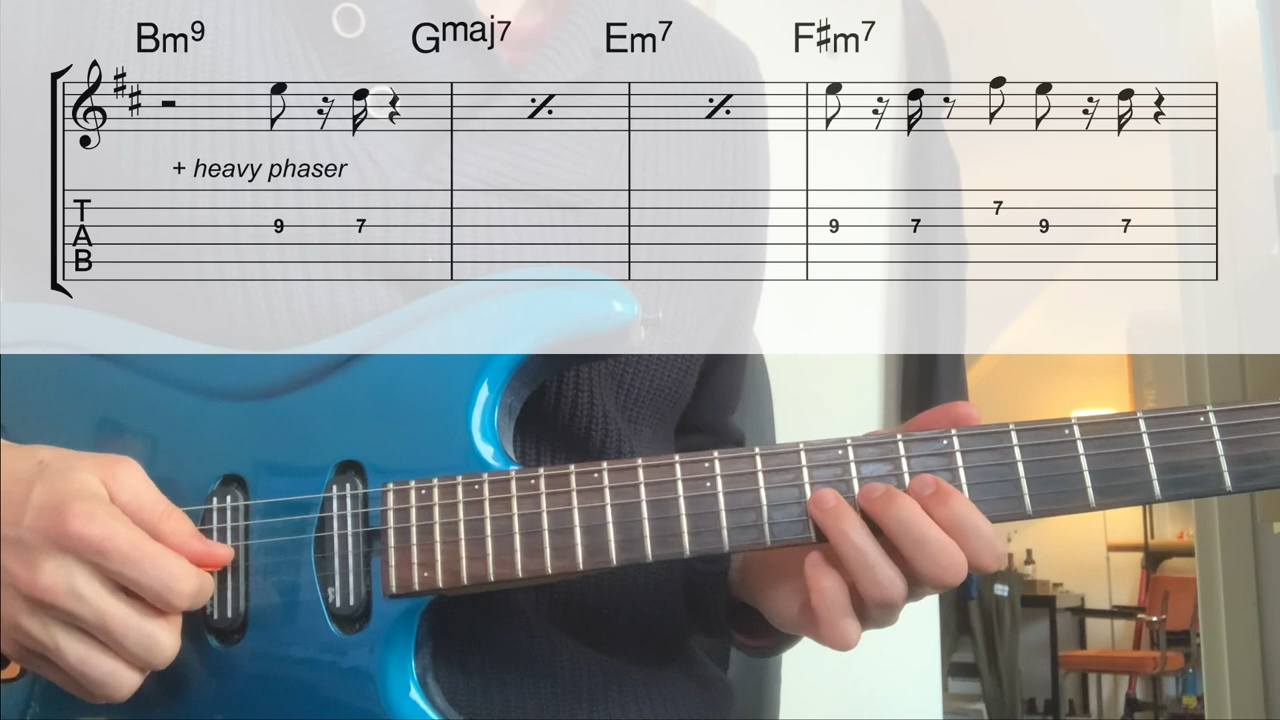 Bm9 Gmaj7 Em7 F♯m7
+ heavy phaser
T
A
B
7
9 7 9 7 9 7